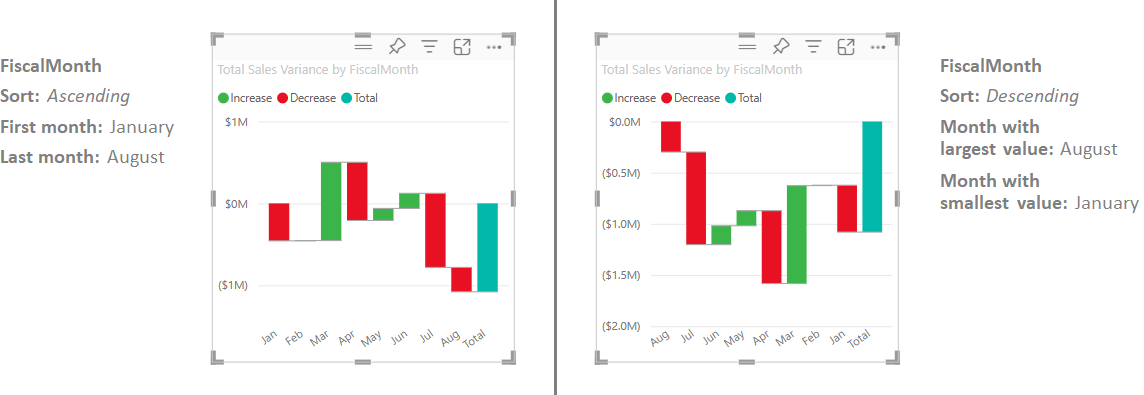 FiscalMonth
Sort: Ascending
First month: January
Last month: August
Total Sales Variance by FiscalMonth
Increase Decrease Total
$1M
$0M
($1M)
Jan Feb Mar Apr May Jun Jul Aug Total
Total Sales Variance by FiscalMonth
Increase Decrease Total
$0.0M
($0.5M)
($1.0M)
($1.5M)
($2.0M)
Aug Jul Jun May Apr Mar Feb Jan Total
FiscalMonth
Sort: Descending
Month with
largest value: August
Month with
smallest value: January